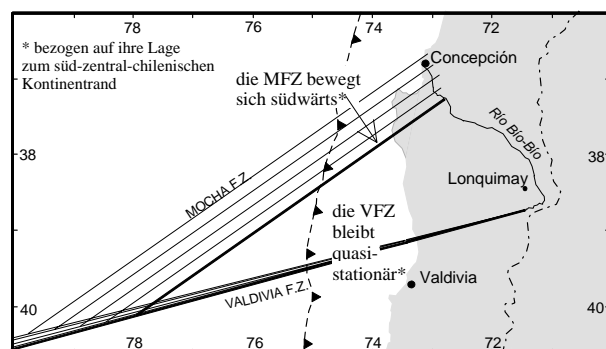 78
76
74
72
* bezogen auf ihre Lage
zum süd-zentral-chilenischen
Kontinentrand
Concepción
die MFZ bewegt
sich südwärts*
Río Bío-Bío
38
38
MOCHA F.Z.
Lonquimay
die VFZ
bleibt
quasi-
stationär*
VALDIVIA F.Z.
Valdivia
40
40
78
76
74
72